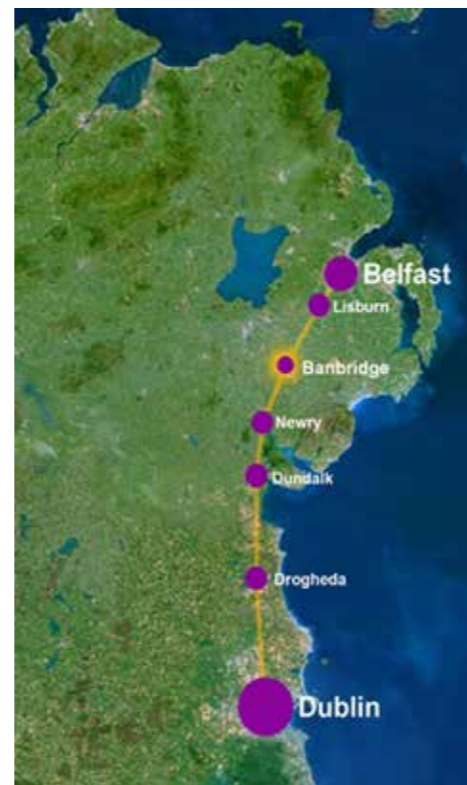 Belfast
Lisburn
Banbridge
Newry
Dundalk
Drogheda
Dublin